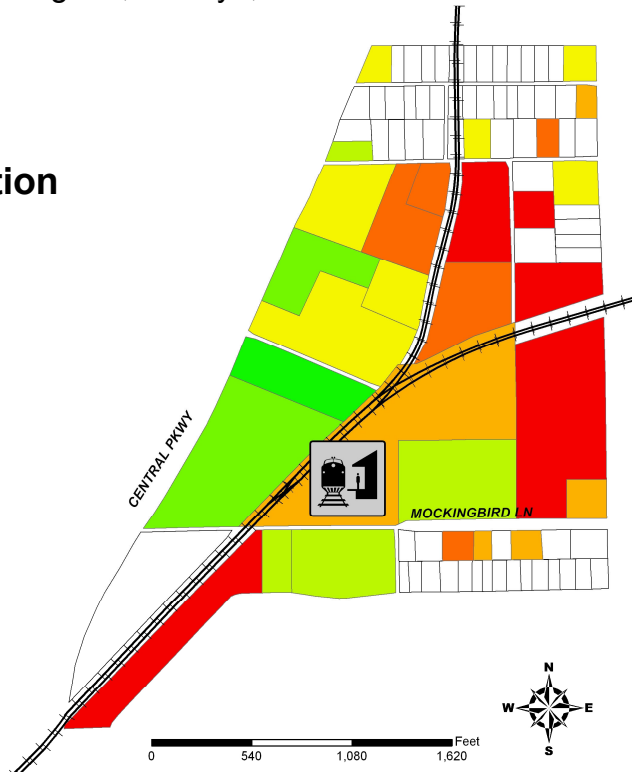 tion
CENTRAL PKWY
MOCKINGBIRD LN
N
W E
S
Feet
0 540 1,080 1,620